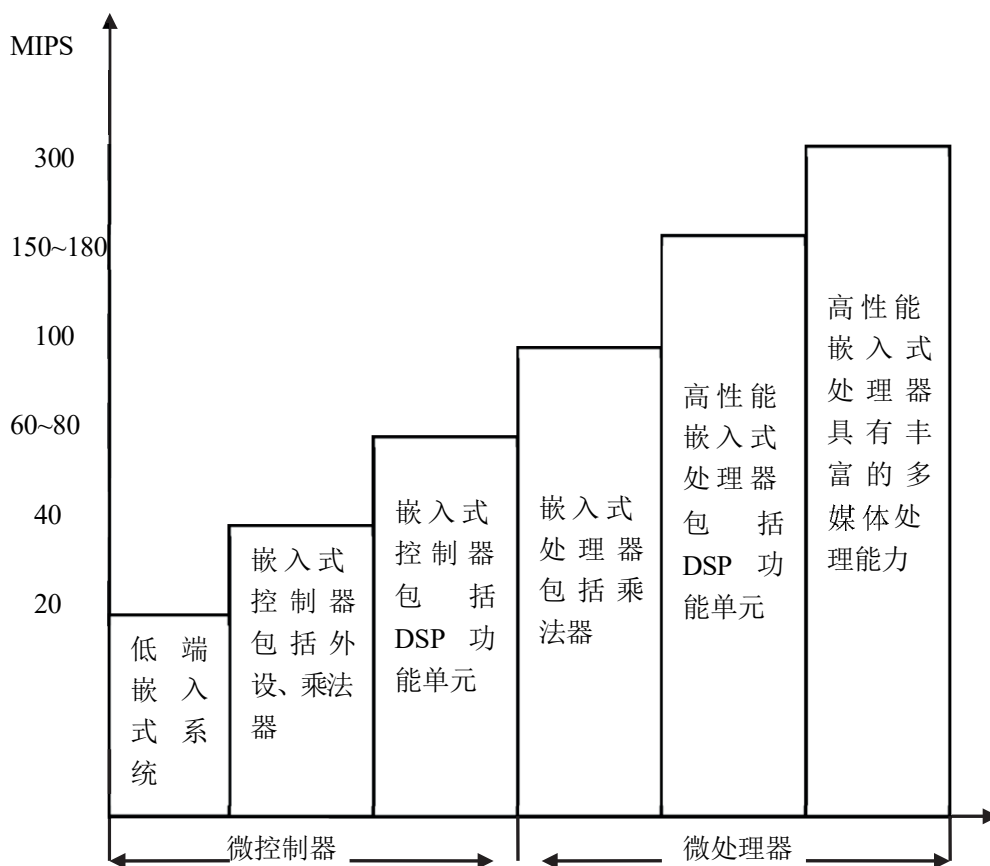 MIPS
300
150~180
100
60~80
40
20
低端
嵌入
式系
统
嵌入式
控制器
包括外
设、乘法
器
嵌入式
控制器
包括
DSP 功
能单元
嵌入式
处理器
包括乘
法器
高性能
嵌入式
处理器
包括
DSP 功
能单元
高性能
嵌入式
处理器
具有丰
富的多
媒体处
理能力
微控制器
微处理器